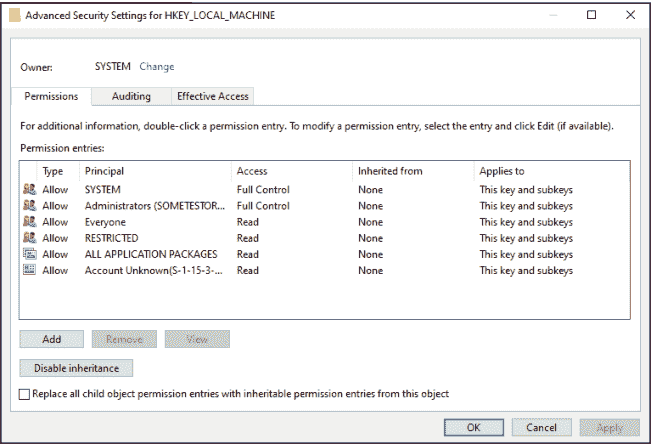 Advanced Security Settings for HKEY_LOCAL_MACHINE
Owner: SYSTEM Change
Permissions Auditing Effective Access
For additional information, double-click a permission entry. To modify a permission entry, select the entry and click Edit (if available).
Permission entries:
Type Principal Access Inherited from Applies to
Allow SYSTEM Full Control None This key and subkeys
Allow Administrators (SOMETESTOR... Full Control None This key and subkeys
Allow Everyone Read None This key and subkeys
Allow RESTRICTED Read None This key and subkeys
Allow ALL APPLICATION PACKAGES Read None This key and subkeys
Allow Account Unknown(S-1-15-3-... Read None This key and subkeys
Add Remove View
Disable inheritance
Replace all child object permission entries with inheritable permission entries from this object
OK Cancel Apply